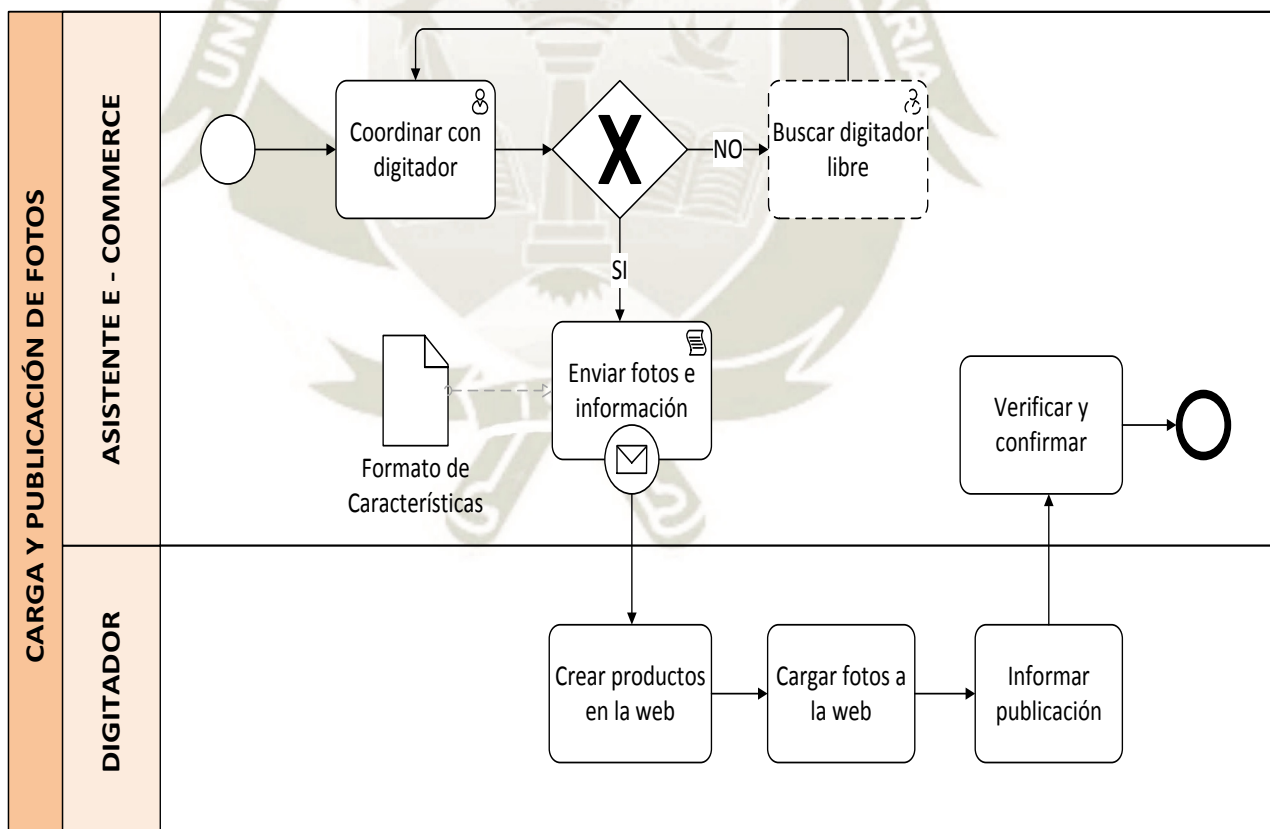 CARGA Y PUBLICACIÓN DE FOTOS
ASISTENTE E - COMMERCE
Coordinar con
digitador
X
NO
Buscar digitador
libre
SI
Enviar fotos e
información
Formato de
Características
Verificar y
confirmar
DIGITADOR
Crear productos
en la web
Cargar fotos a
la web
Informar
publicación